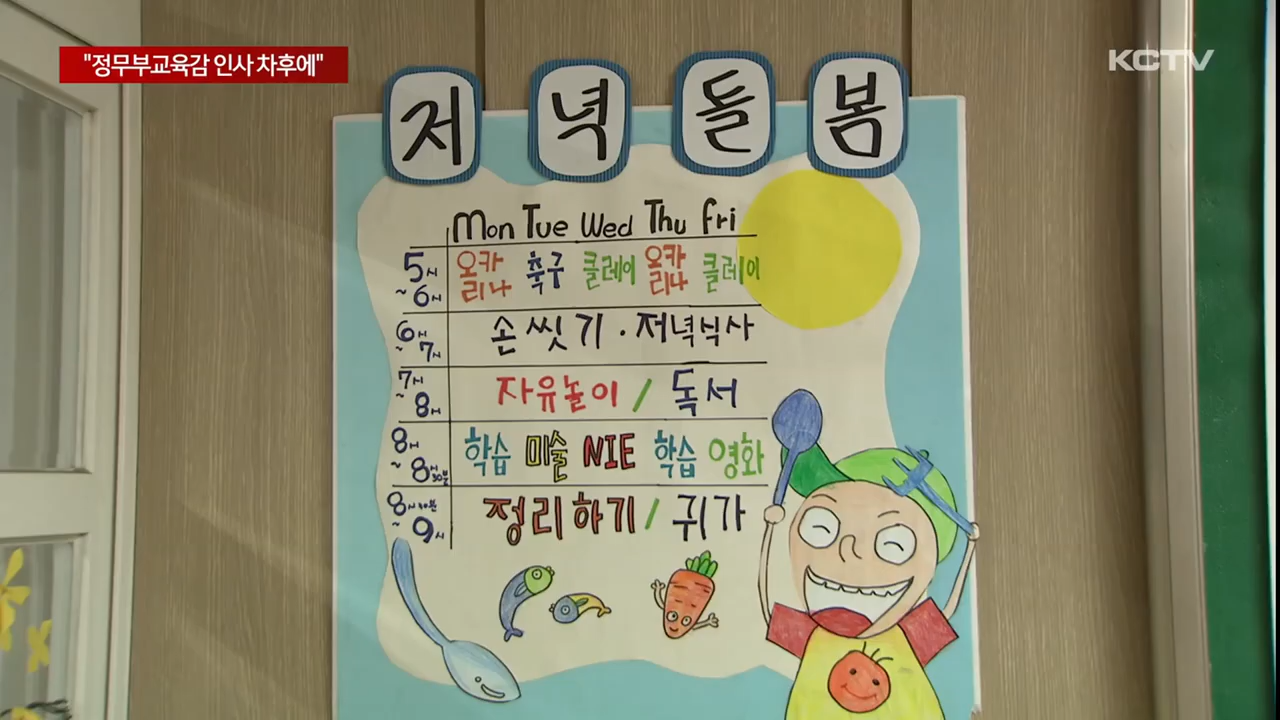 "정무부교육감 인사 차후에"
KCTV
저녁돌봄
Mon Tue Wed Thu Fri
5시~6시 오카리나 축구 클레이 오카리나 클레이
6시~7시 손씻기·저녁식사
7시~8시 자유놀이/독서
8시~8시30분 학습 미술 NIE 학습 영화
8시30분~9시 정리하기/귀가